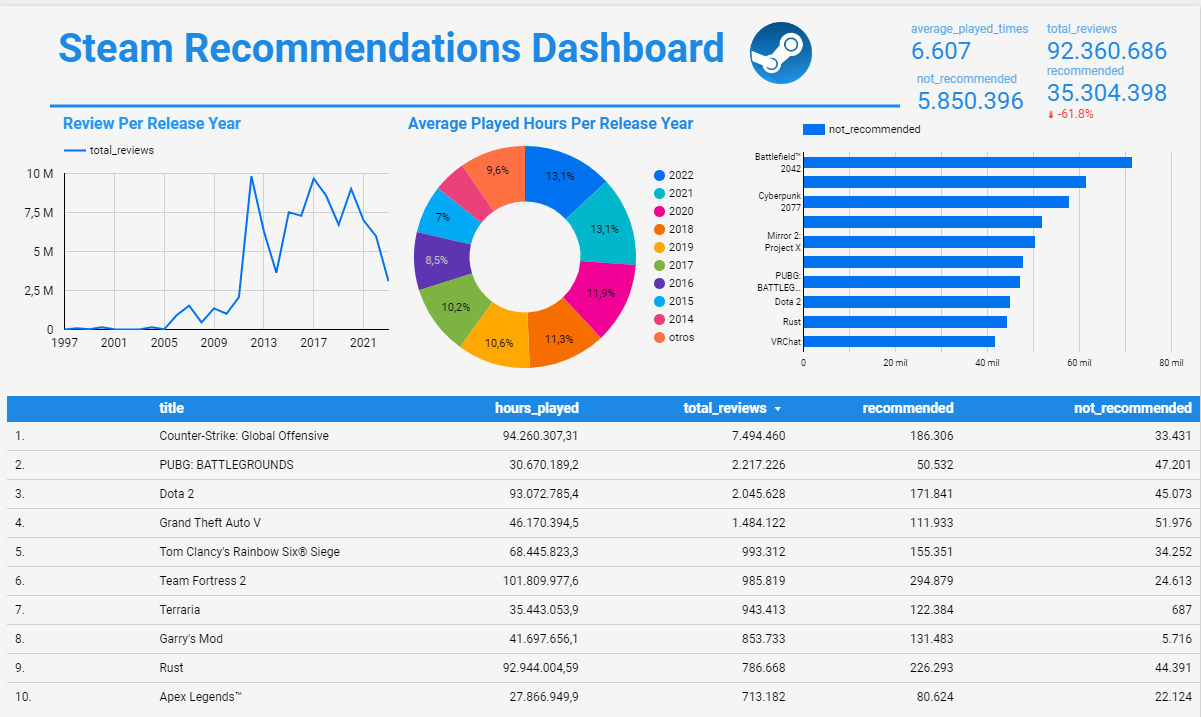 Steam Recommendations Dashboard
average_played_times
6.607
total_reviews
92.360.686
not_recommended
5.850.396
recommended
35.304.398
-61.8%
Review Per Release Year
total_reviews
10 M
7,5 M
5 M
2,5 M
0
1997 2001 2005 2009 2013 2017 2021
Average Played Hours Per Release Year
13,1%
13,1%
11,9%
11,3%
10,6%
10,2%
8,5%
7%
9,6%
2022
2021
2020
2018
2019
2017
2016
2015
2014
otros
not_recommended
Battlefield™
2042
Cyberpunk
2077
Mirror 2:
Project X
PUBG:
BATTLEG...
Dota 2
Rust
VRChat
0 20 mil 40 mil 60 mil 80 mil
title hours_played total_reviews recommended not_recommended
1. Counter-Strike: Global Offensive 94.260.307,31 7.494.460 186.306 33.431
2. PUBG: BATTLEGROUNDS 30.670.189,2 2.217.226 50.532 47.201
3. Dota 2 93.072.785,4 2.045.628 171.841 45.073
4. Grand Theft Auto V 46.170.394,5 1.484.122 111.933 51.976
5. Tom Clancy's Rainbow Six® Siege 68.445.823,3 993.312 155.351 34.252
6. Team Fortress 2 101.809.977,6 985.819 294.879 24.613
7. Terraria 35.443.053,9 943.413 122.384 687
8. Garry's Mod 41.697.656,1 853.733 131.483 5.716
9. Rust 92.944.004,59 786.668 226.293 44.391
10. Apex Legends™ 27.866.949,9 713.182 80.624 22.124